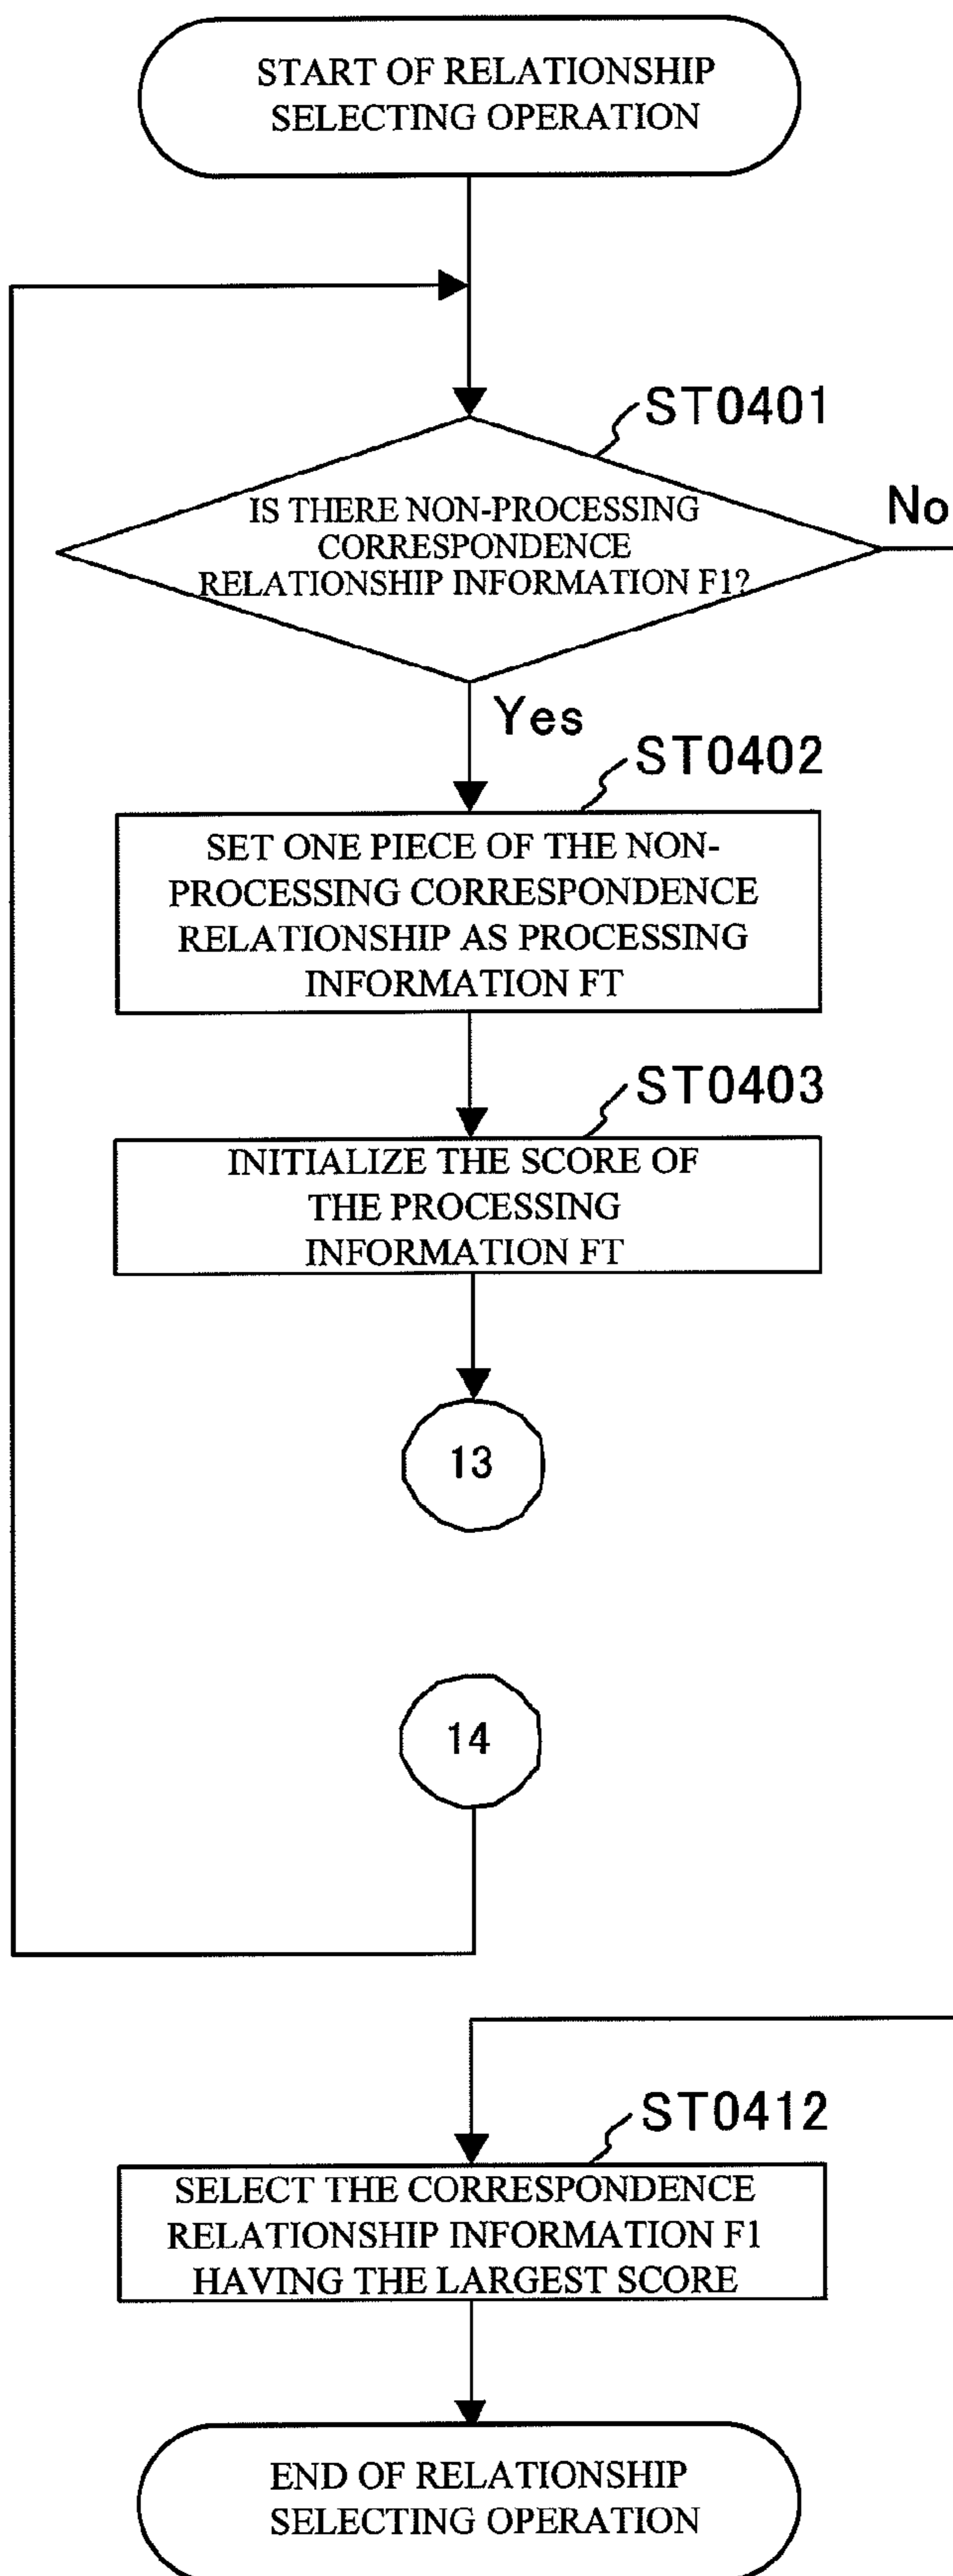 START OF RELATIONSHIP
SELECTING OPERATION
ST0401
No
IS THERE NON-PROCESSING
CORRESPONDENCE
RELATIONSHIP INFORMATION F1?
Yes
ST0402
SET ONE PIECE OF THE NON-
PROCESSING CORRESPONDENCE
RELATIONSHIP AS PROCESSING
INFORMATION FT
ST0403
INITIALIZE THE SCORE OF
THE PROCESSING
INFORMATION FT
13
14
ST0412
SELECT THE CORRESPONDENCE
RELATIONSHIP INFORMATION F1
HAVING THE LARGEST SCORE
END OF RELATIONSHIP
SELECTING OPERATION